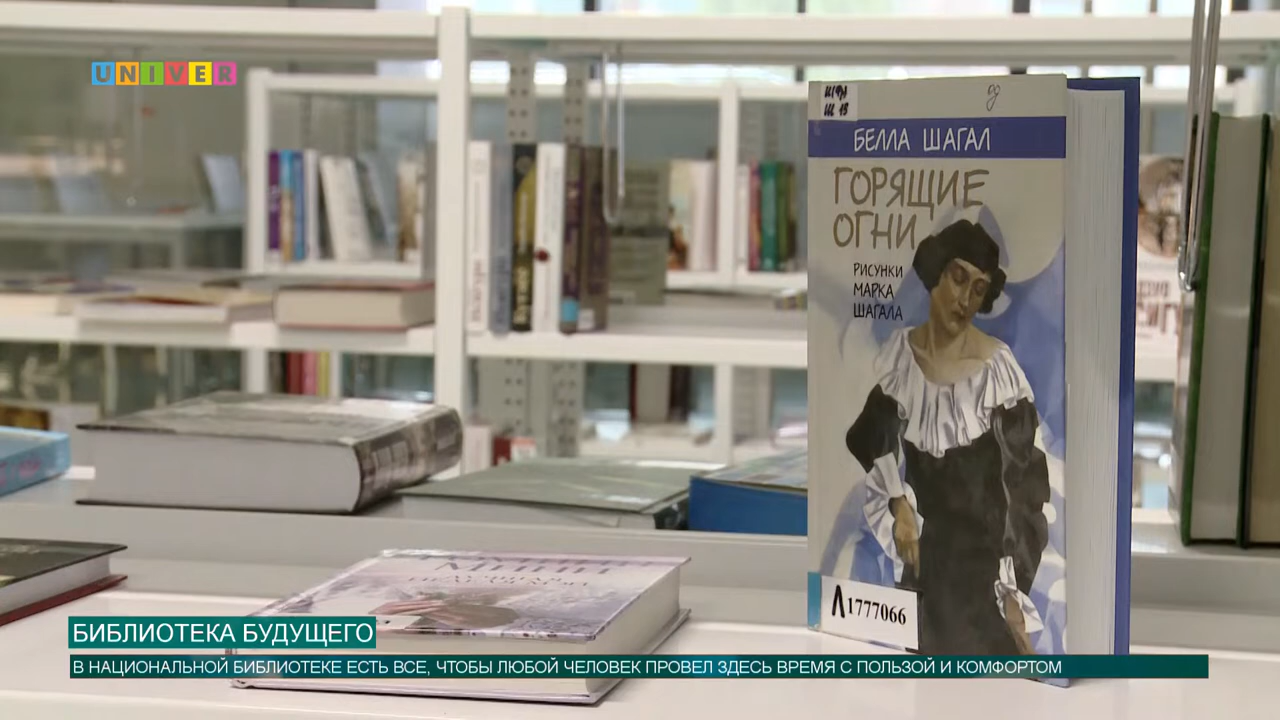 UNIVER
БЕЛЛА ШАГАЛ
ГОРЯЩИЕ
ОГНИ
РИСУНКИ
МАРКА
ШАГАЛА
Л1777066
БИБЛИОТЕКА БУДУЩЕГО
В НАЦИОНАЛЬНОЙ БИБЛИОТЕКЕ ЕСТЬ ВСЕ, ЧТОБЫ ЛЮБОЙ ЧЕЛОВЕК ПРОВЕЛ ЗДЕСЬ ВРЕМЯ С ПОЛЬЗОЙ И КОМФОРТОМ